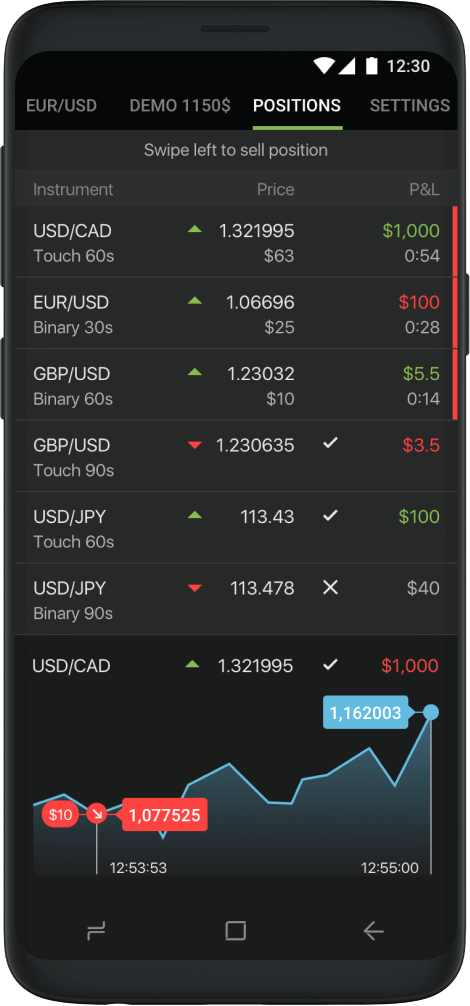 12:30
EUR/USD DEMO 1150$ POSITIONS SETTINGS
Swipe left to sell position
Instrument Price P&L
USD/CAD 1.321995 $1,000
Touch 60s $63 0:54
EUR/USD 1.06696 $100
Binary 30s $25 0:28
GBP/USD 1.23032 $5.5
Binary 60s $10 0:14
GBP/USD 1.230635 $3.5
Touch 90s
USD/JPY 113.43 $100
Touch 60s
USD/JPY 113.478 $40
Binary 90s
USD/CAD 1.321995 $1,000
1,162003
$10 1,077525
12:53:53 12:55:00